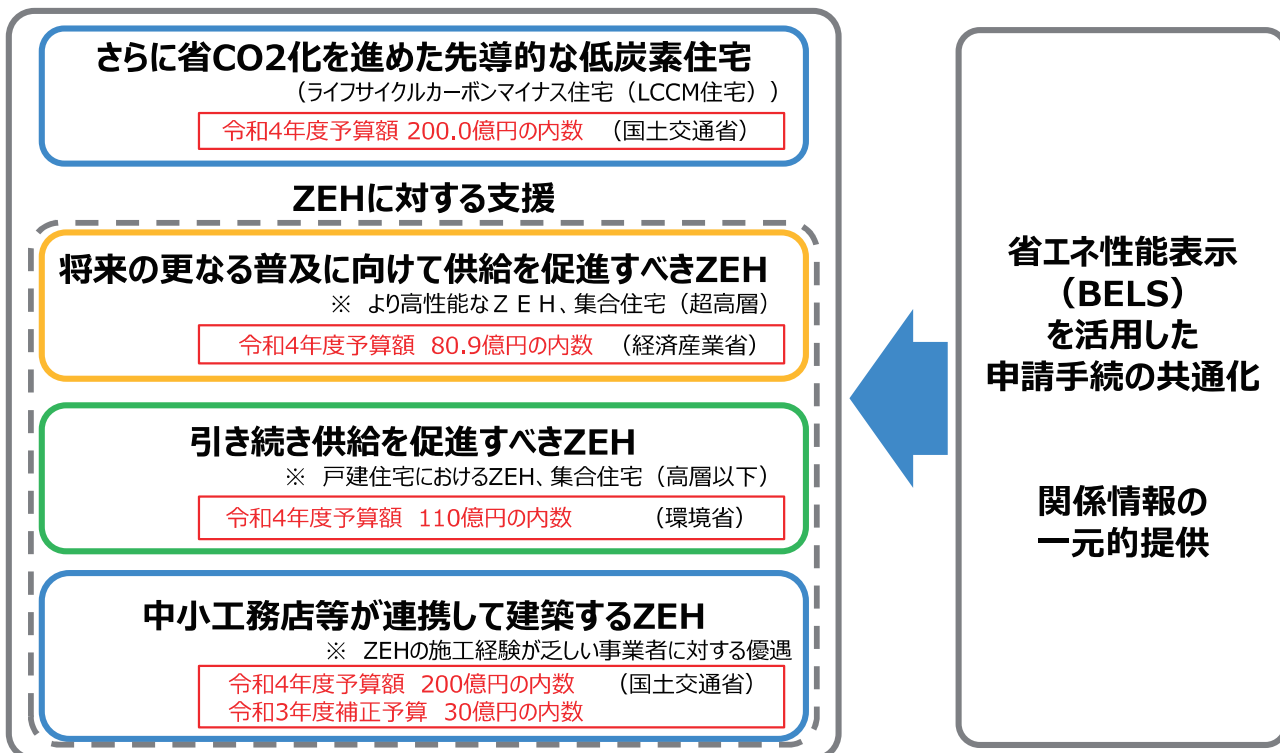 さらに省CO2化を進めた先導的な低炭素住宅
（ライフサイクルカーボンマイナス住宅（LCCM住宅））
令和4年度予算額 200.0億円の内数 （国土交通省）
ZEHに対する支援
将来の更なる普及に向けて供給を促進すべきZEH
※ より高性能なＺＥＨ、集合住宅（超高層）
令和4年度予算額 80.9億円の内数 （経済産業省）
引き続き供給を促進すべきZEH
※ 戸建住宅におけるZEH、集合住宅（高層以下）
令和4年度予算額 110億円の内数 （環境省）
中小工務店等が連携して建築するZEH
※ ZEHの施工経験が乏しい事業者に対する優遇
令和4年度予算額 200億円の内数 （国土交通省）
令和3年度補正予算 30億円の内数
省エネ性能表示
（BELS）
を活用した
申請手続の共通化
関係情報の
一元的提供